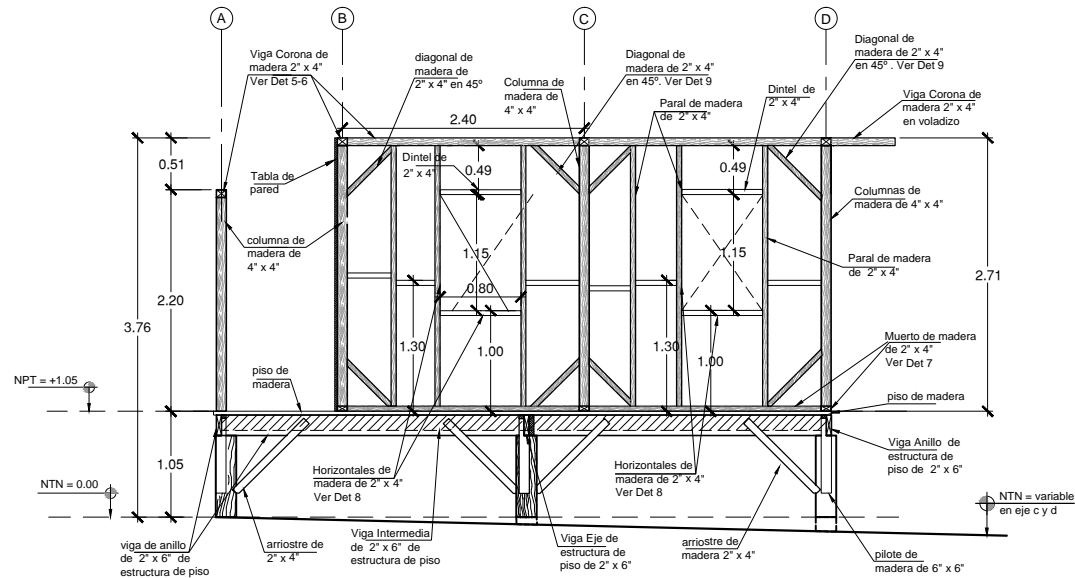 A
B
C
D
Viga Corona de
madera 2" x 4"
Ver Det 5-6
diagonal de
madera de
2" x 4" en 45º
Columna de
madera de
4" x 4"
Diagonal de
madera de 2" x 4"
en 45º . Ver Det 9
Paral de madera
de 2" x 4"
Dintel de
2" x 4"
Diagonal de
madera de 2" x 4"
en 45º . Ver Det 9
Viga Corona de
madera 2" x 4"
en voladizo
2.40
0.51
Tabla de
pared
Dintel de
2" x 4"
0.49
0.49
Columnas de
madera de 4" x 4"
columna de
madera de
4" x 4"
1.15
1.15
Paral de madera
de 2" x 4"
2.20
3.76
0.80
2.71
1.30
1.00
1.30
1.00
Muerto de madera
de 2" x 4"
Ver Det 7
NPT = +1.05
piso de
madera
piso de madera
1.05
Viga Anillo de
estructura de
piso de 2" x 6"
NTN = 0.00
Horizontales de
madera de 2" x 4"
Ver Det 8
Horizontales de
madera de 2" x 4"
Ver Det 8
NTN = variable
en eje c y d
viga de anillo
de 2" x 6" de
estructura de piso
arriostre de
2" x 4"
Viga Intermedia
de 2" x 6" de
estructura de piso
Viga Eje de
estructura de
piso de 2" x 6"
arriostre de
madera 2" x 4"
pilote de
madera de 6" x 6"